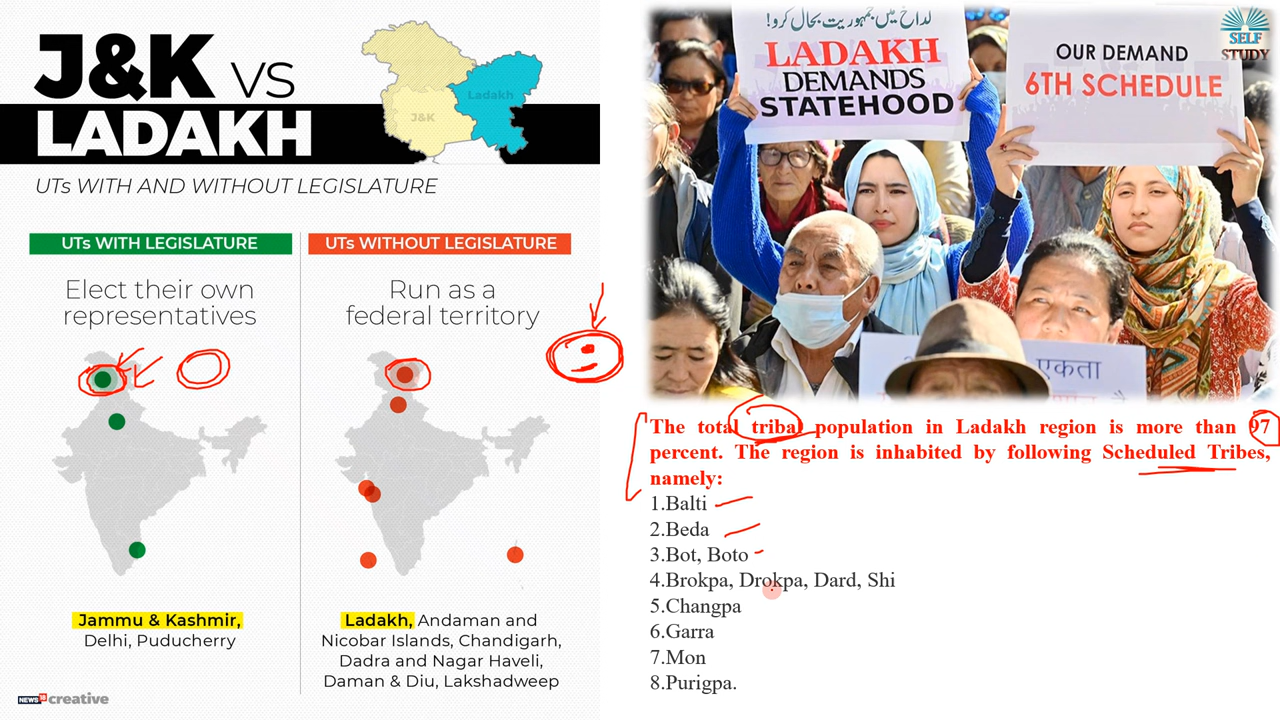 J&K VS
LADAKH
Ladakh
J&K
UTs WITH AND WITHOUT LEGISLATURE
UTs WITH LEGISLATURE
Elect their own
representatives
Jammu & Kashmir,
Delhi, Puducherry
UTs WITHOUT LEGISLATURE
Run as a
federal territory
Ladakh, Andaman and
Nicobar Islands, Chandigarh,
Dadra and Nagar Haveli,
Daman & Diu, Lakshadweep
NEWS18 creative
لداخ میں جمہوریت بحال کرو!
LADAKH
DEMANDS
STATEHOOD
OUR DEMAND
6TH SCHEDULE
SELF
STUDY
एकता
The total tribal population in Ladakh region is more than 97
percent. The region is inhabited by following Scheduled Tribes,
namely:
1.Balti
2.Beda
3.Bot, Boto
4.Brokpa, Drokpa, Dard, Shi
5.Changpa
6.Garra
7.Mon
8.Purigpa.